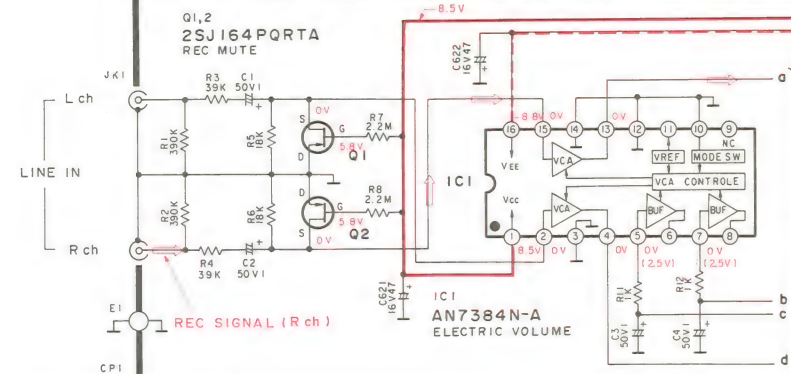 8.5V
Q1,2
2SJ164PQRTA
REC MUTE
C622
16V47
JK1
R3
39K
C1
50V1
+
+
a
L ch
R1
390K
R5
18K
S
G
D
0V
5.8V
Q1
R7
2.2M
-8.8V
0V
0V
16
15
14
13
12
11
10
9
NC
VEE
VCA
VREF
MODE SW
LINE IN
IC1
VCA CONTROLE
VCC
VCA
BUF
BUF
R2
390K
R6
18K
D
G
S
5.8V
0V
Q2
R8
2.2M
1
2
3
4
5
6
7
8
8.5V
0V
0V
0V
(2.5V)
0V
(2.5V)
R ch
R4
39K
C2
50V1
+
C621
16V47
+
IC1
AN7384N-A
ELECTRIC VOLUME
R11
1K
R12
1K
b
c
E1
REC SIGNAL (R ch)
C3
50V1
+
C4
50V1
+
d
CP1